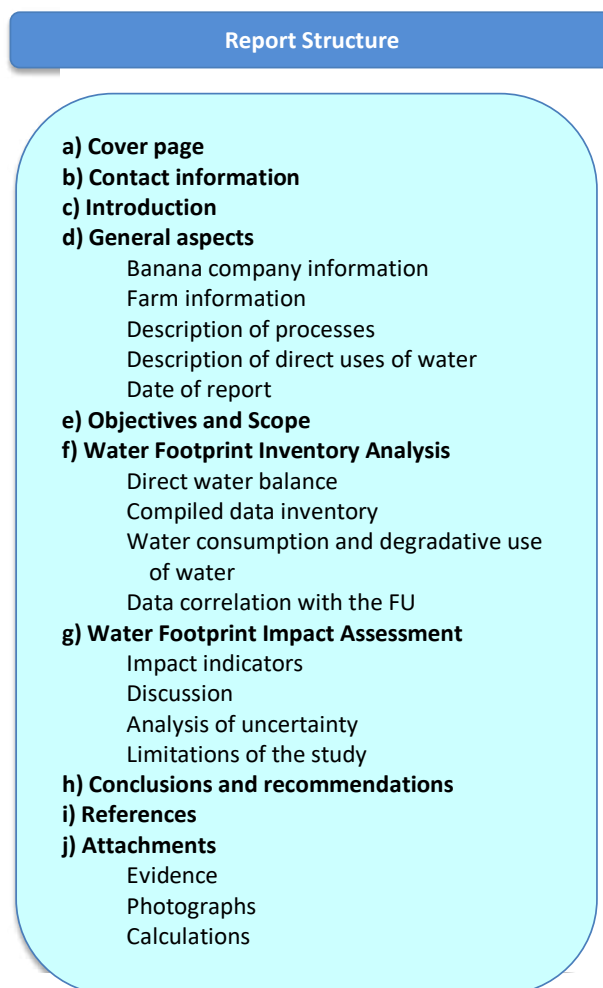 Report Structure
a) Cover page
b) Contact information
c) Introduction
d) General aspects
Banana company information
Farm information
Description of processes
Description of direct uses of water
Date of report
e) Objectives and Scope
f) Water Footprint Inventory Analysis
Direct water balance
Compiled data inventory
Water consumption and degradative use
of water
Data correlation with the FU
g) Water Footprint Impact Assessment
Impact indicators
Discussion
Analysis of uncertainty
Limitations of the study
h) Conclusions and recommendations
i) References
j) Attachments
Evidence
Photographs
Calculations